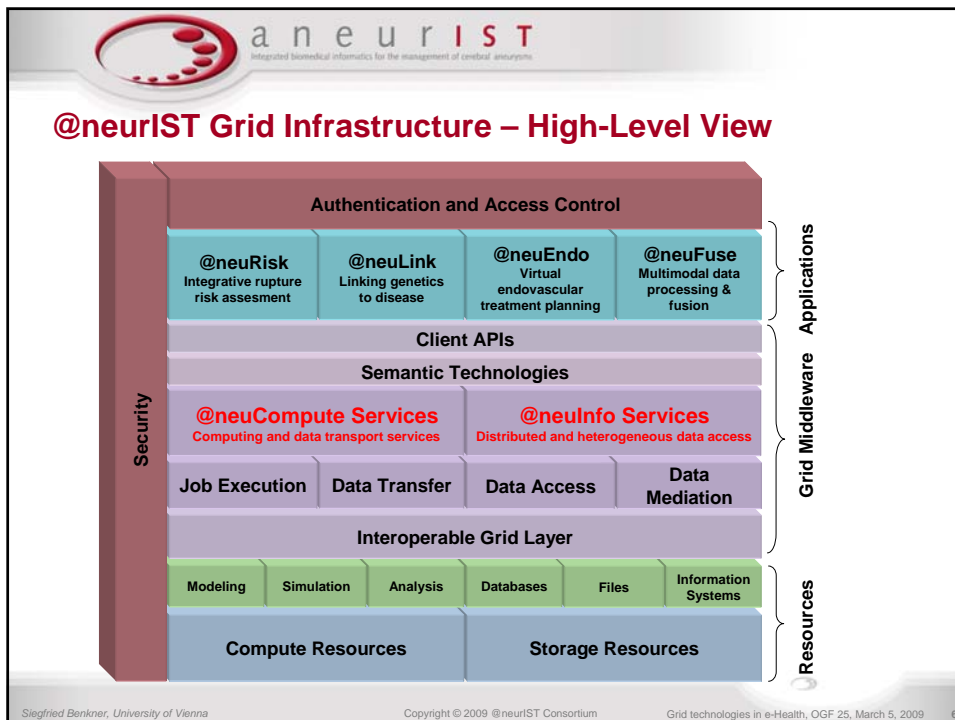 aneurIST
Integrated biomedical informatics for the management of cerebral aneurysms
@neurIST Grid Infrastructure – High-Level View
Security
Authentication and Access Control
@neuRisk
Integrative rupture
risk assesment
@neuLink
Linking genetics
to disease
@neuEndo
Virtual
endovascular
treatment planning
@neuFuse
Multimodal data
processing &
fusion
Applications
Client APIs
Semantic Technologies
@neuCompute Services
Computing and data transport services
@neuInfo Services
Distributed and heterogeneous data access
Job Execution
Data Transfer
Data Access
Data
Mediation
Interoperable Grid Layer
Grid Middleware
Modeling
Simulation
Analysis
Databases
Files
Information
Systems
Compute Resources
Storage Resources
Resources
Siegfried Benkner, University of Vienna
Copyright © 2009 @neurIST Consortium
Grid technologies in e-Health, OGF 25, March 5, 2009
6